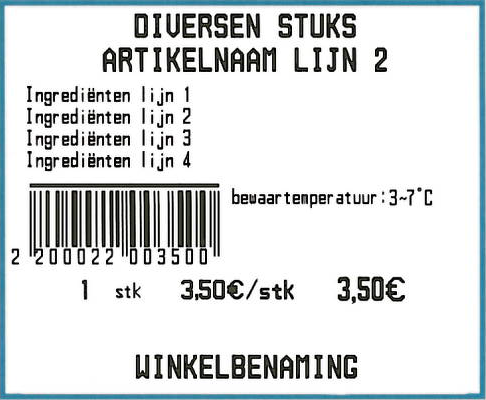 DIVERSEN STUKS
ARTIKELNAAM LIJN 2
Ingrediënten lijn 1
Ingrediënten lijn 2
Ingrediënten lijn 3
Ingrediënten lijn 4
bewaartemperatuur:3~7°C
2 200022 003500
1 stk 3,50€/stk 3,50€
WINKELBENAMING